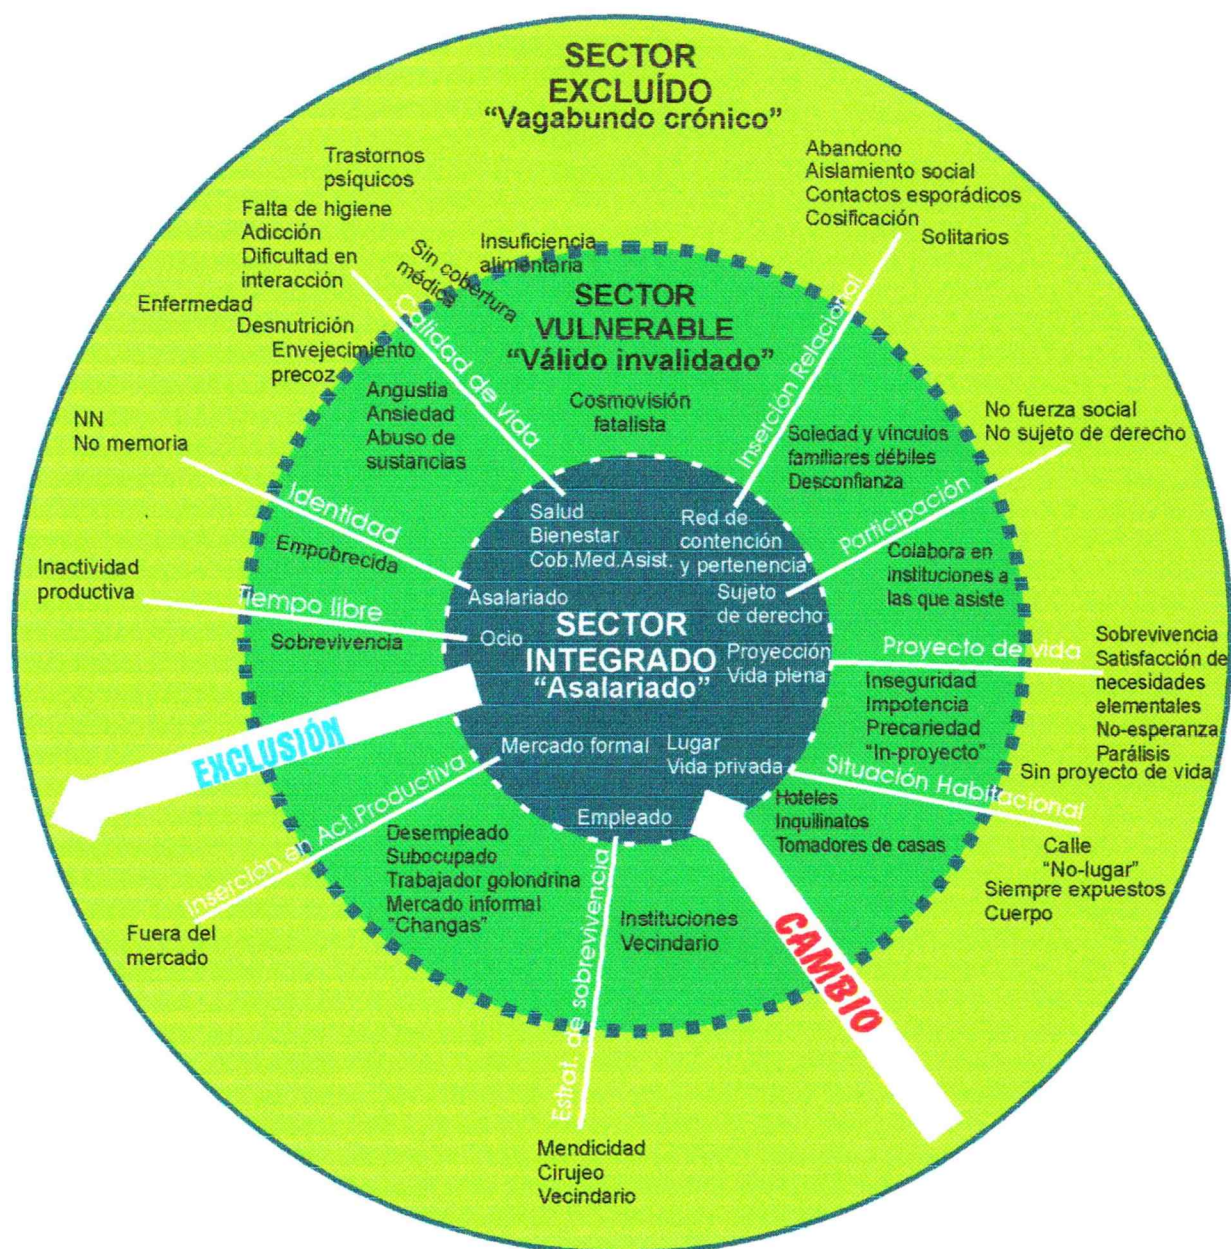 SECTOR
EXCLUÍDO
“Vagabundo crónico”
Trastornos
psíquicos
Falta de higiene
Adicción
Dificultad en
interacción
Sin cobertura
médica
Insuficiencia
alimentaria
Enfermedad
Desnutrición
Envejecimiento
precoz
Abandono
Aislamiento social
Contactos esporádicos
Cosificación
Solitarios
Calidad de vida
SECTOR
VULNERABLE
“Válido invalidado”
Cosmovisión
fatalista
Angustia
Ansiedad
Abuso de
sustancias
Inserción Relacional
Soledad y vínculos
familiares débiles
Desconfianza
No fuerza social
No sujeto de derecho
NN
No memoria
Identidad
Empobrecida
Participación
Colabora en
instituciones a
las que asiste
Inactividad
productiva
Tiempo libre
Sobrevivencia
Salud
Bienestar
Cob.Med.Asist.
Red de
contención
y pertenencia
Asalariado
Sujeto
de derecho
Ocio
SECTOR
INTEGRADO
“Asalariado”
Proyección
Vida plena
Proyecto de vida
Inseguridad
Impotencia
Precariedad
“In-proyecto”
Sobrevivencia
Satisfacción de
necesidades
elementales
No-esperanza
Parálisis
Sin proyecto de vida
EXCLUSIÓN
Mercado formal
Lugar
Vida privada
Empleado
Situación Habitacional
Hoteles
Inquilinatos
Tomadores de casas
Calle
“No-lugar”
Siempre expuestos
Cuerpo
Inserción en Act.Productiva
Desempleado
Subocupado
Trabajador golondrina
Mercado informal
"Changas"
Fuera del
mercado
Estrat. de sobrevivencia
Instituciones
Vecindario
CAMBIO
Mendicidad
Cirujeo
Vecindario